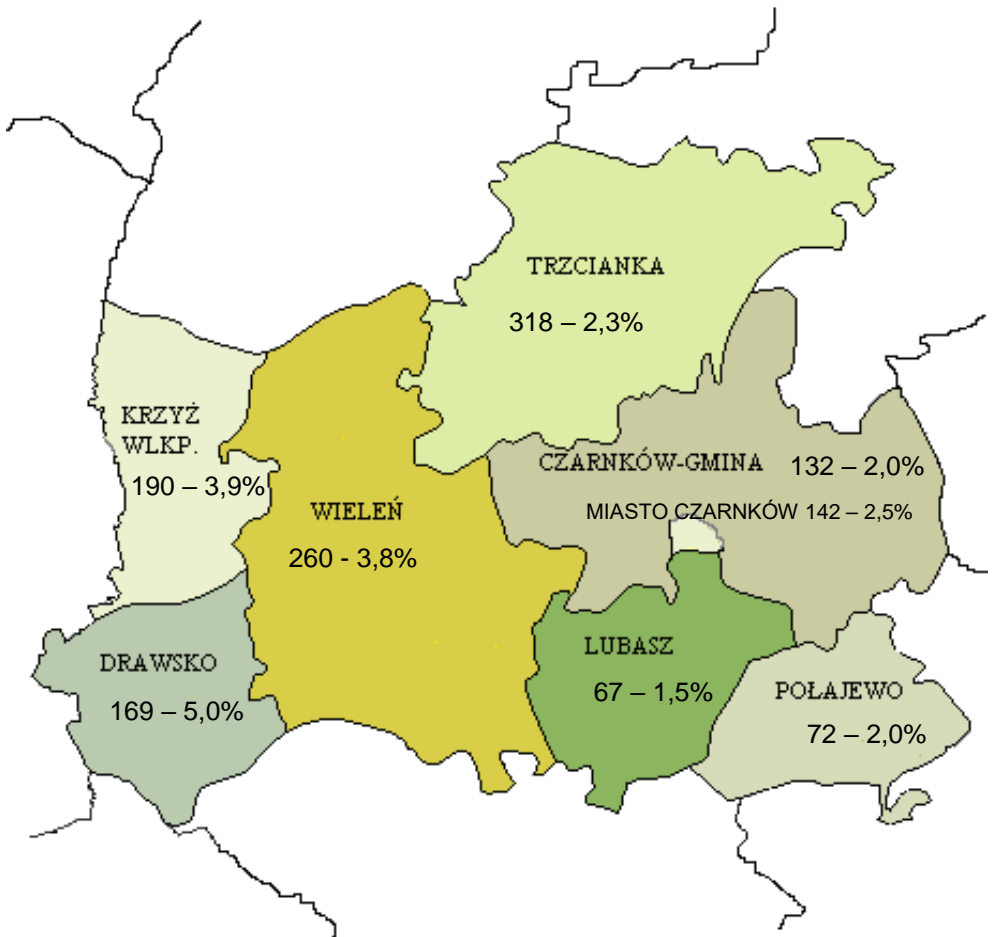 TRZCIANKA
318 – 2,3%
KRZYŻ
WLKP.
190 – 3,9%
WIELEŃ
260 - 3,8%
CZARNKÓW-GMINA 132 – 2,0%
MIASTO CZARNKÓW 142 – 2,5%
DRAWSKO
169 – 5,0%
LUBASZ
67 – 1,5%
POŁAJEWO
72 – 2,0%